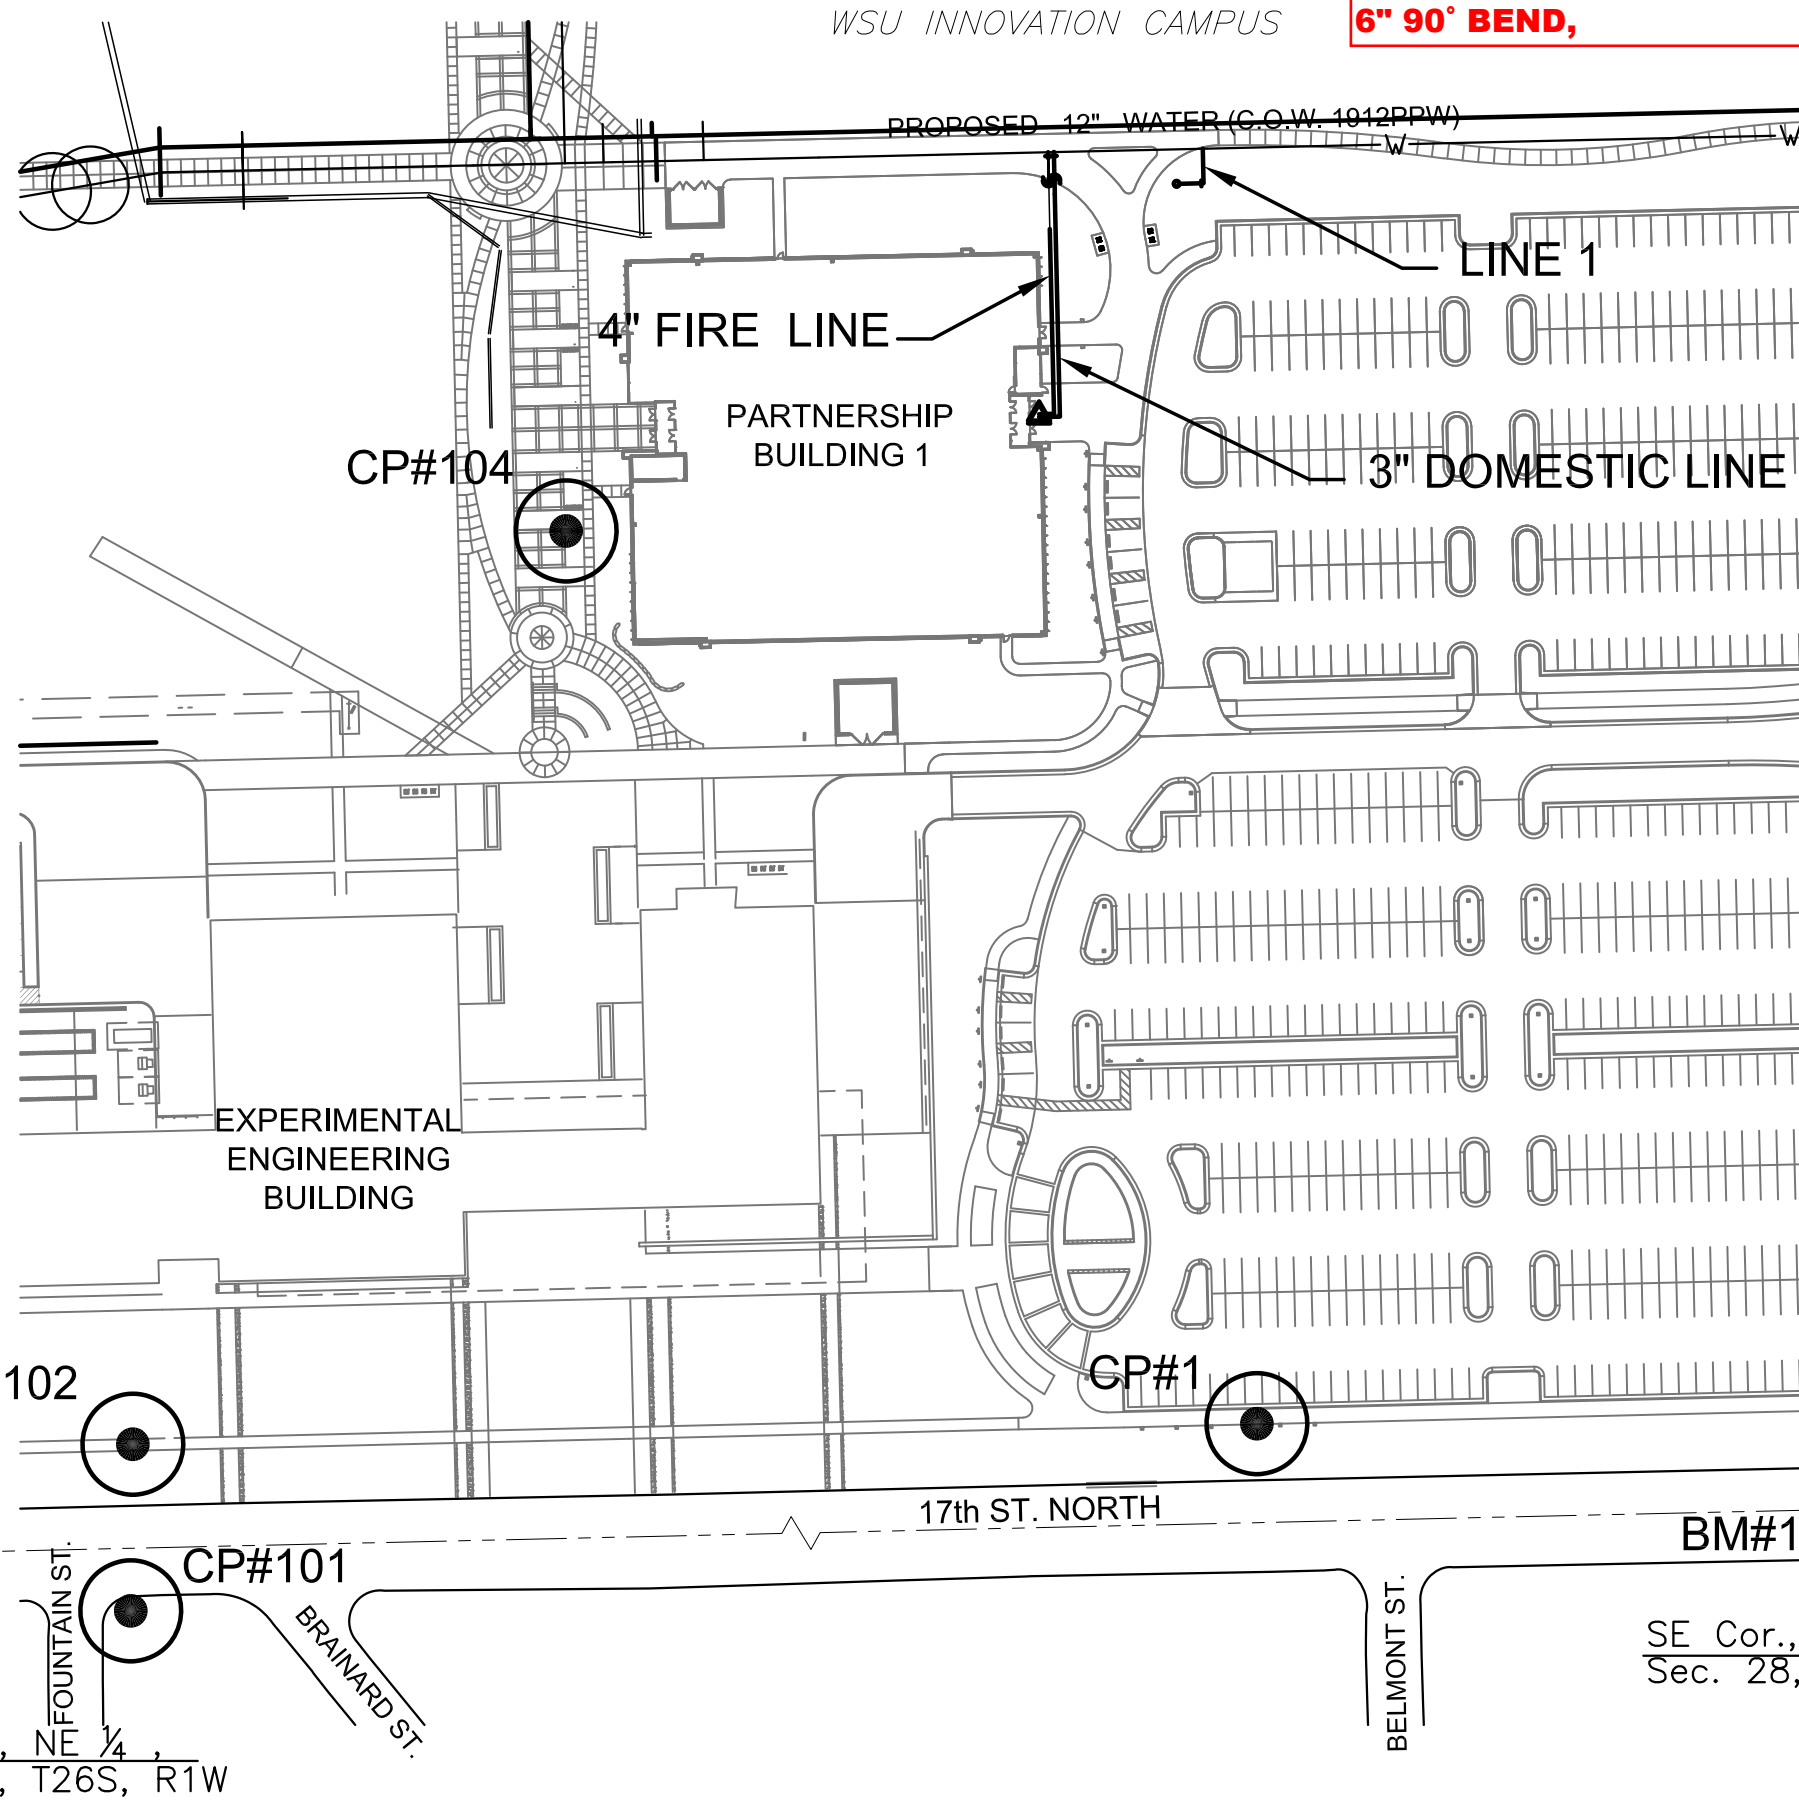 WSU INNOVATION CAMPUS
6" 90° BEND,
PROPOSED 12" WATER (C.O.W. 1912PPW)
W
W
LINE 1
4" FIRE LINE
PARTNERSHIP
BUILDING 1
CP#104
3" DOMESTIC LINE
EXPERIMENTAL
ENGINEERING
BUILDING
102
CP#1
17th ST. NORTH
BM#1
CP#101
FOUNTAIN ST.
BRAINARD ST.
BELMONT ST.
SE Cor.,
Sec. 28,
, NE 1/4 ,
, T26S, R1W